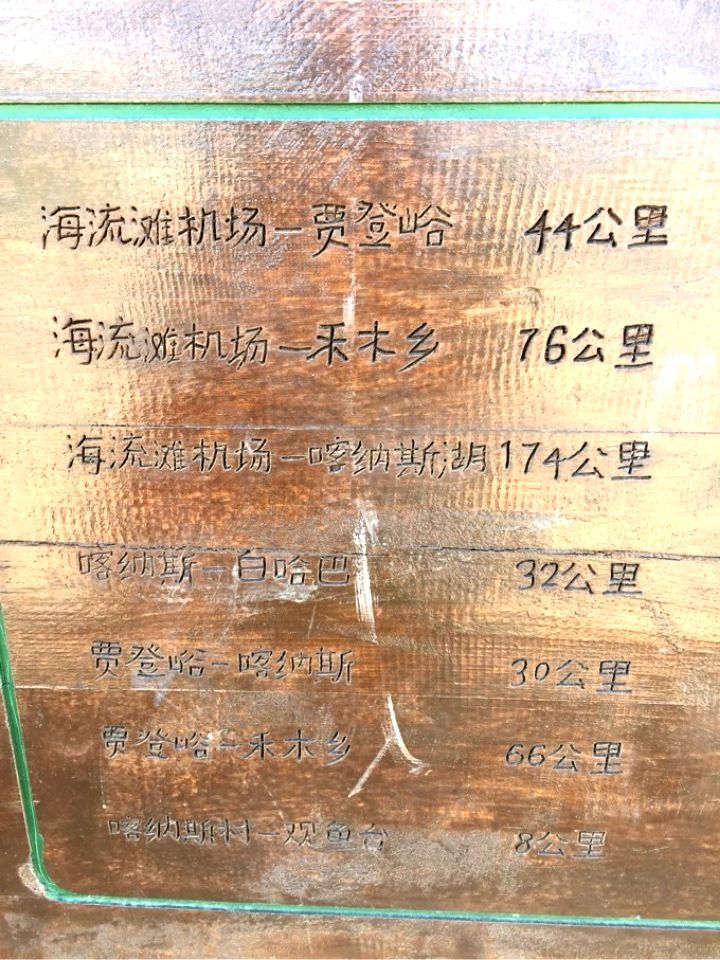 海流滩机场—贾登峪 44公里
海流滩机场—禾木乡 76公里
海流滩机场—喀纳斯湖 174公里
喀纳斯—白哈巴 32公里
贾登峪—喀纳斯 30公里
贾登峪—禾木乡 66公里
喀纳斯村—观鱼台 8公里